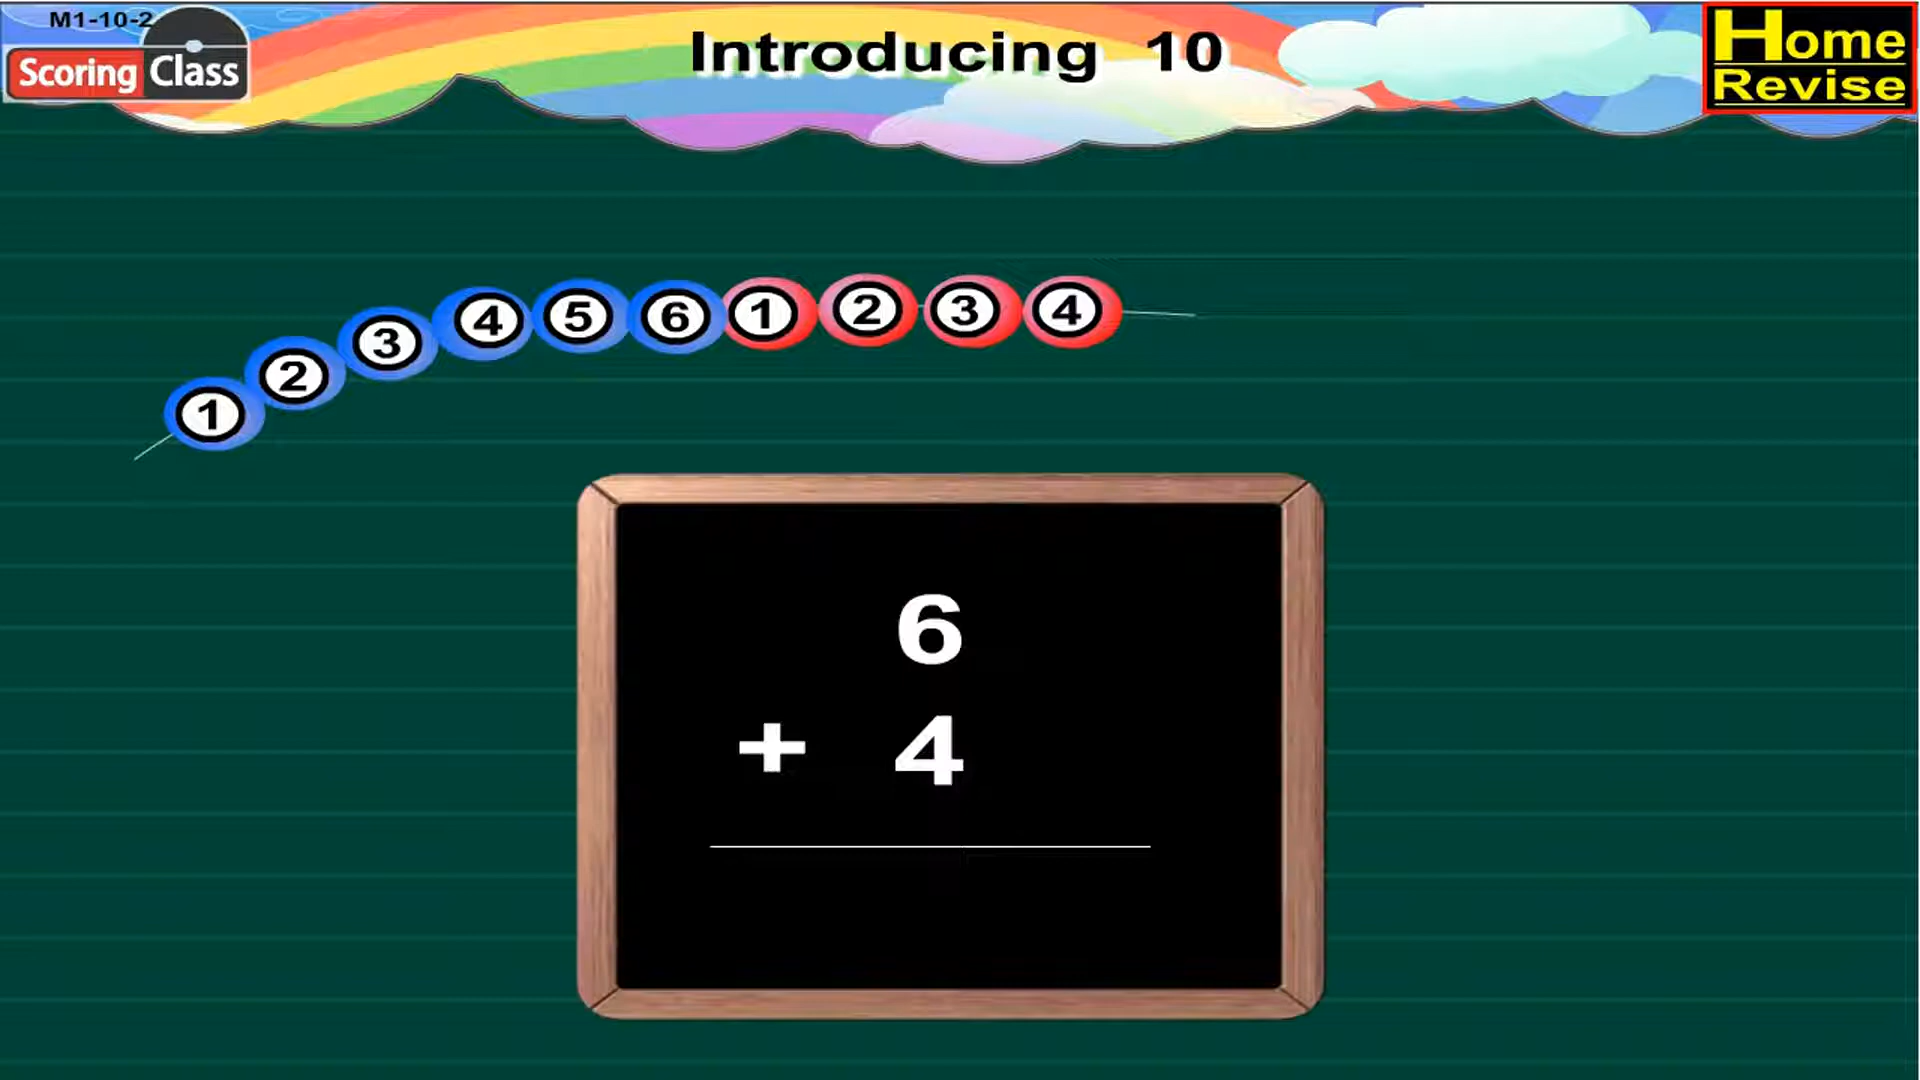 M1-10-2
Scoring Class
Introducing 10
Home
Revise
1 2 3 4 5 6 1 2 3 4
6
+ 4